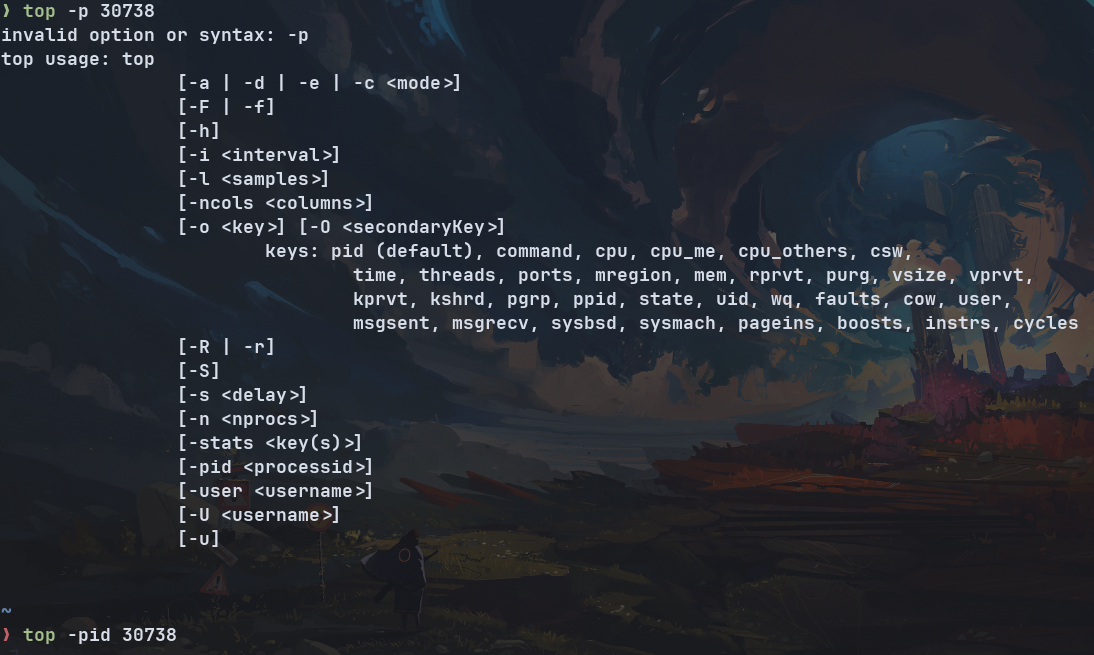 ❯ top -p 30738
invalid option or syntax: -p
top usage: top
[-a | -d | -e | -c <mode>]
[-F | -f]
[-h]
[-i <interval>]
[-l <samples>]
[-ncols <columns>]
[-o <key>] [-O <secondaryKey>]
keys: pid (default), command, cpu, cpu_me, cpu_others, csw,
time, threads, ports, mregion, mem, rprvt, purg, vsize, vprvt,
kprvt, kshrd, pgrp, ppid, state, uid, wq, faults, cow, user,
msgsent, msgrecv, sysbsd, sysmach, pageins, boosts, instrs, cycles
[-R | -r]
[-S]
[-s <delay>]
[-n <nprocs>]
[-stats <key(s)>]
[-pid <processid>]
[-user <username>]
[-U <username>]
[-u]
~
❯ top -pid 30738